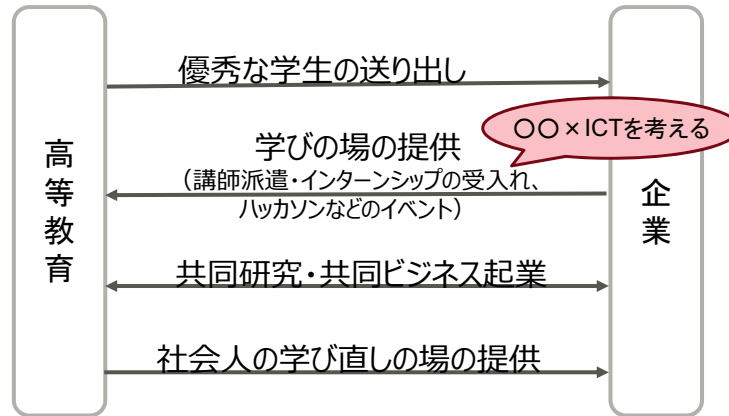 優秀な学生の送り出し
〇〇×ICTを考える
学びの場の提供
（講師派遣・インターンシップの受入れ、
ハッカソンなどのイベント）
高等教育
企業
共同研究・共同ビジネス起業
社会人の学び直しの場の提供